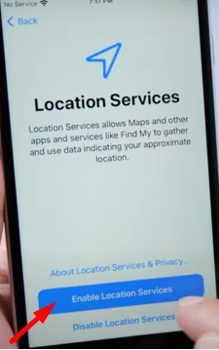 No Service
Back
Location Services
Location Services allows Maps and other
apps and services like Find My to gather
and use data indicating your approximate
location.
About Location Services & Privacy...
Enable Location Services
Disable Location Services